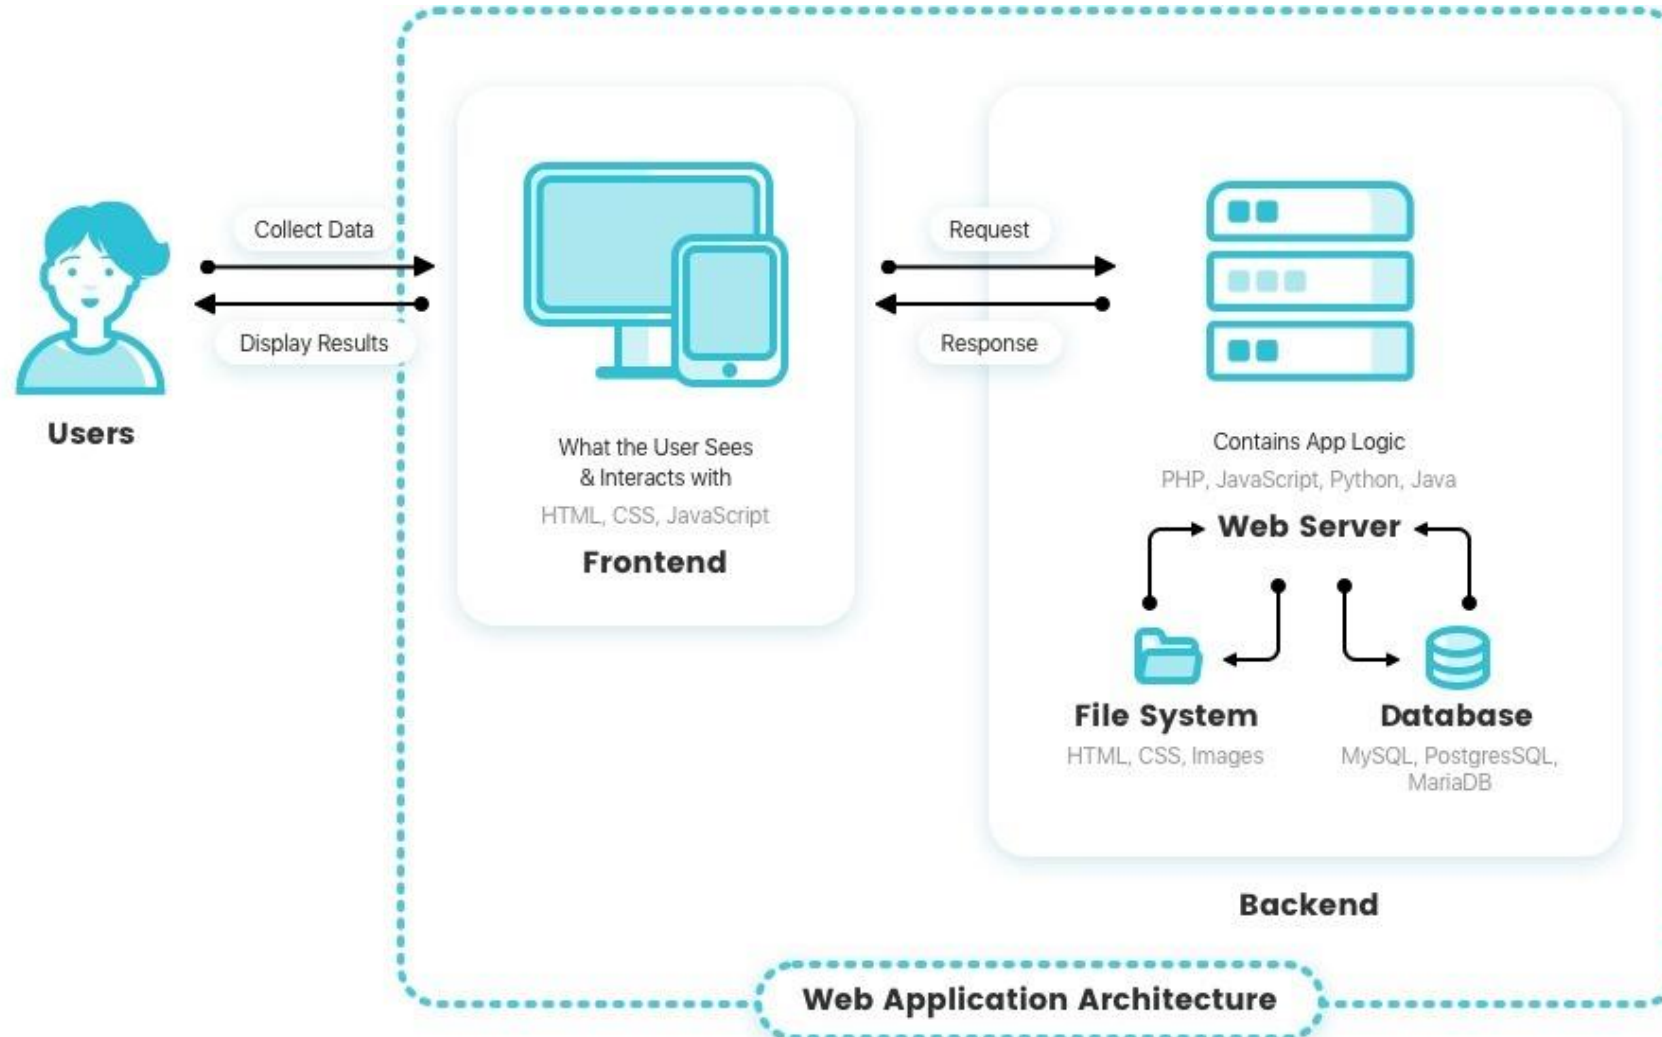 Collect Data
Display Results
Users
What the User Sees
& Interacts with
HTML, CSS, JavaScript
Frontend
Request
Response
Contains App Logic
PHP, JavaScript, Python, Java
Web Server
File System
HTML, CSS, Images
Database
MySQL, PostgresSQL,
MariaDB
Backend
Web Application Architecture